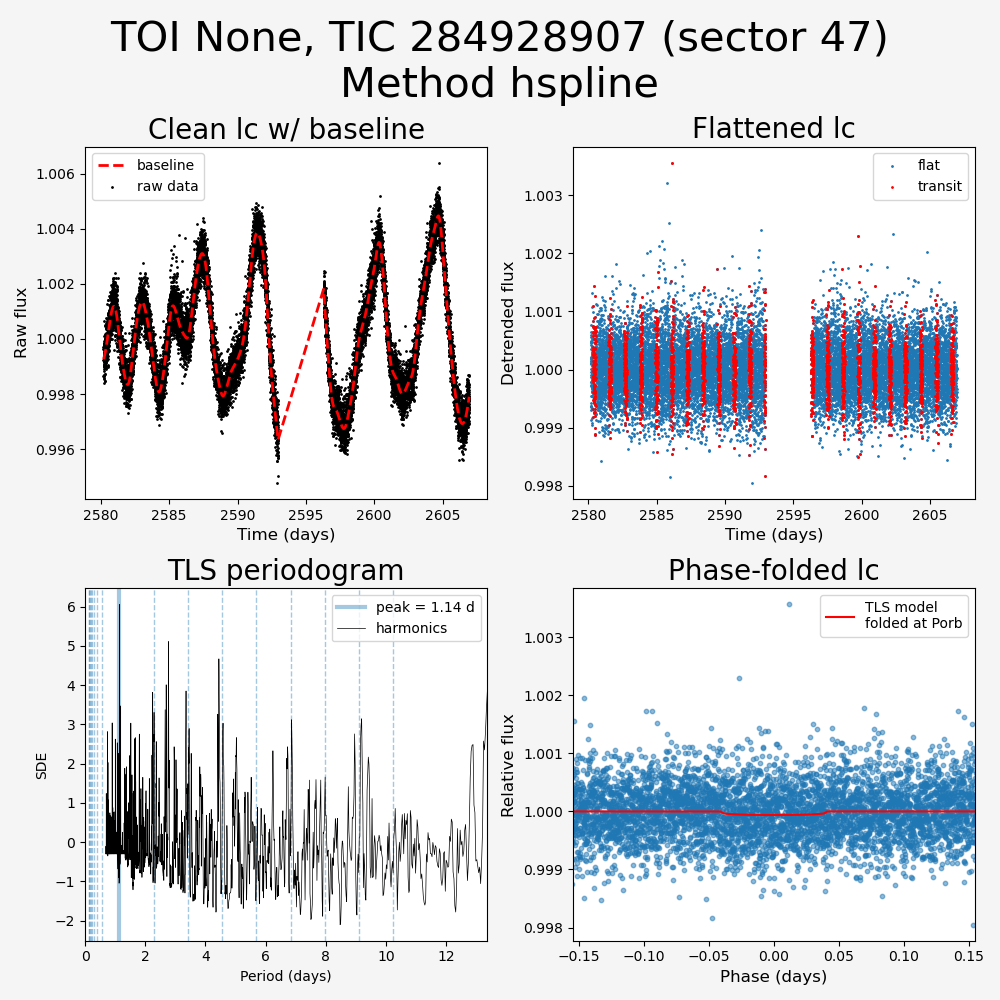 TOI None, TIC 284928907 (sector 47)
Method hspline
Clean lc w/ baseline
baseline
raw data
1.006
1.004
1.002
1.000
0.998
0.996
Raw flux
2580
2585
2590
2595
2600
2605
Time (days)
Flattened lc
flat
transit
1.003
1.002
1.001
1.000
0.999
0.998
Detrended flux
2580
2585
2590
2595
2600
2605
Time (days)
TLS periodogram
peak = 1.14 d
harmonics
6
5
4
3
2
1
0
−1
−2
SDE
0
2
4
6
8
10
12
Period (days)
Phase-folded lc
TLS model
folded at Porb
1.003
1.002
1.001
1.000
0.999
0.998
Relative flux
−0.15
−0.10
−0.05
0.00
0.05
0.10
0.15
Phase (days)